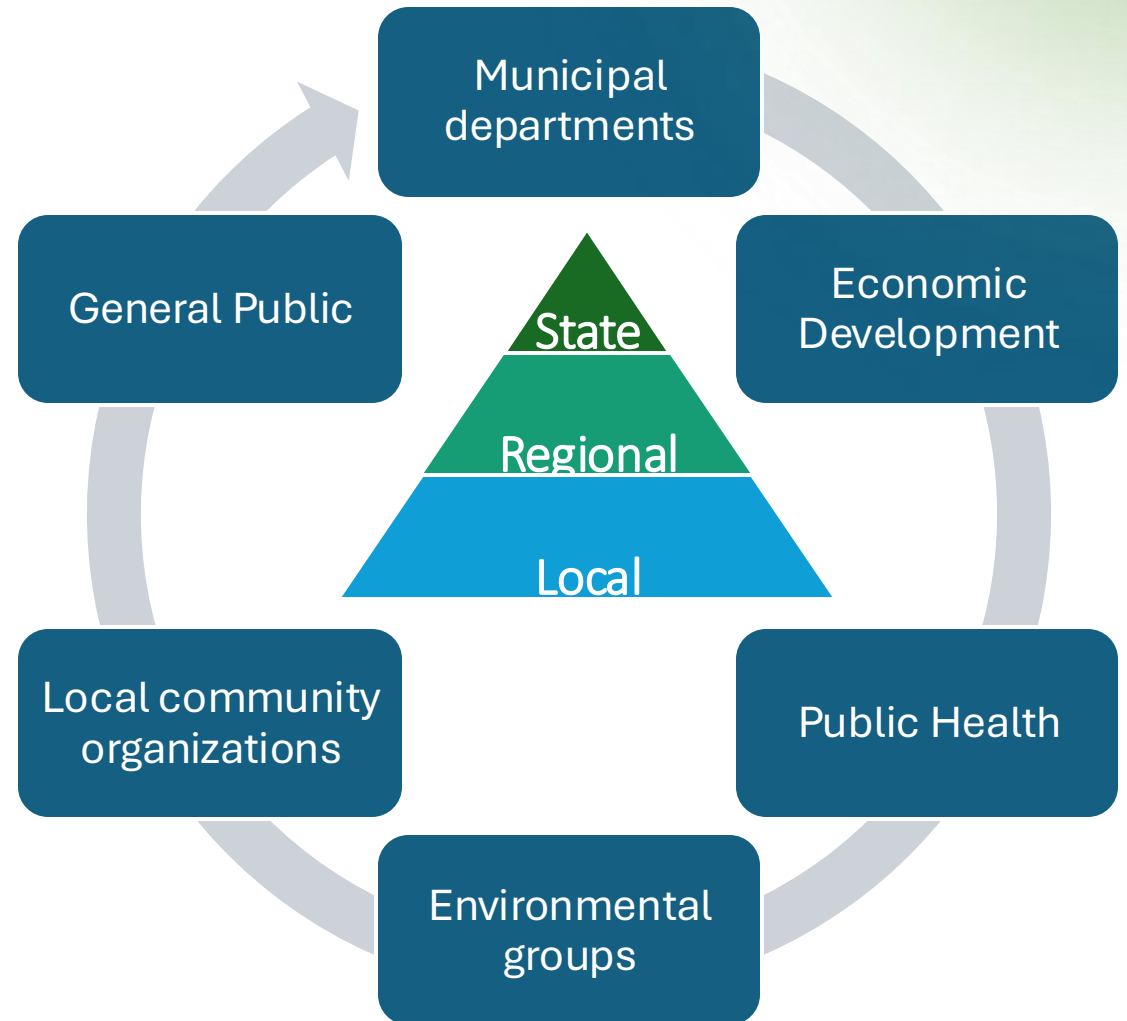 Municipal
departments
Economic
Development
Public Health
Environmental
groups
Local community
organizations
General Public
State
Regional
Local